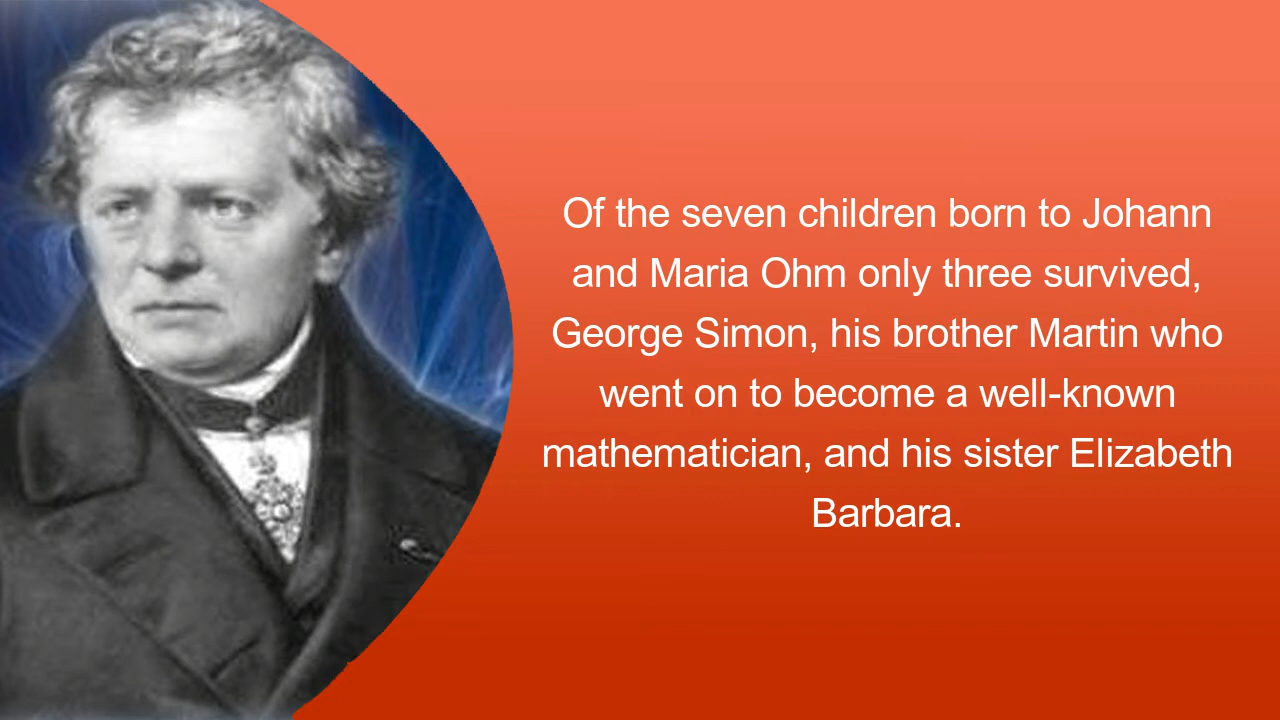 Of the seven children born to Johann
and Maria Ohm only three survived,
George Simon, his brother Martin who
went on to become a well-known
mathematician, and his sister Elizabeth
Barbara.